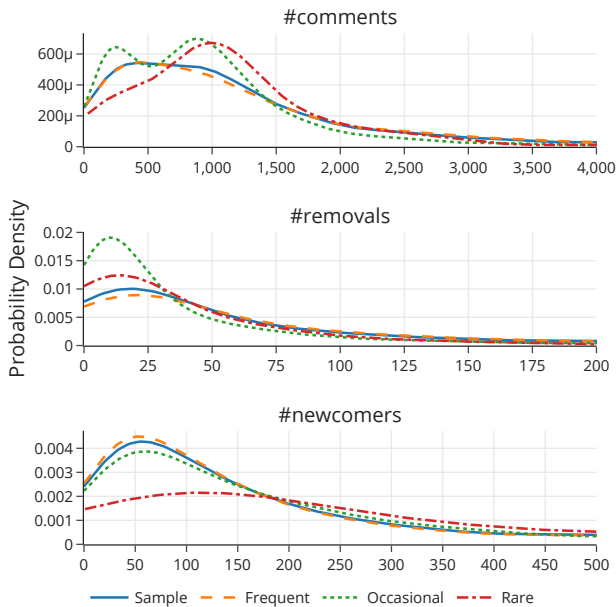 #comments
600μ
400μ
200μ
0
0 500 1,000 1,500 2,000 2,500 3,000 3,500 4,000
#removals
Probability Density
0.02
0.015
0.01
0.005
0
0 25 50 75 100 125 150 175 200
#newcomers
0.004
0.003
0.002
0.001
0
0 50 100 150 200 250 300 350 400 450 500
Sample Frequent Occasional Rare